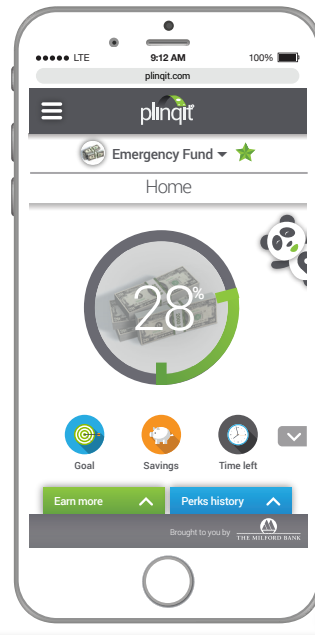 LTE 9:12 AM 100%
plinqit.com
plinqit
Emergency Fund
Home
28%
Goal Savings Time left
Earn more Perks history
Brought to you by THE MILFORD BANK